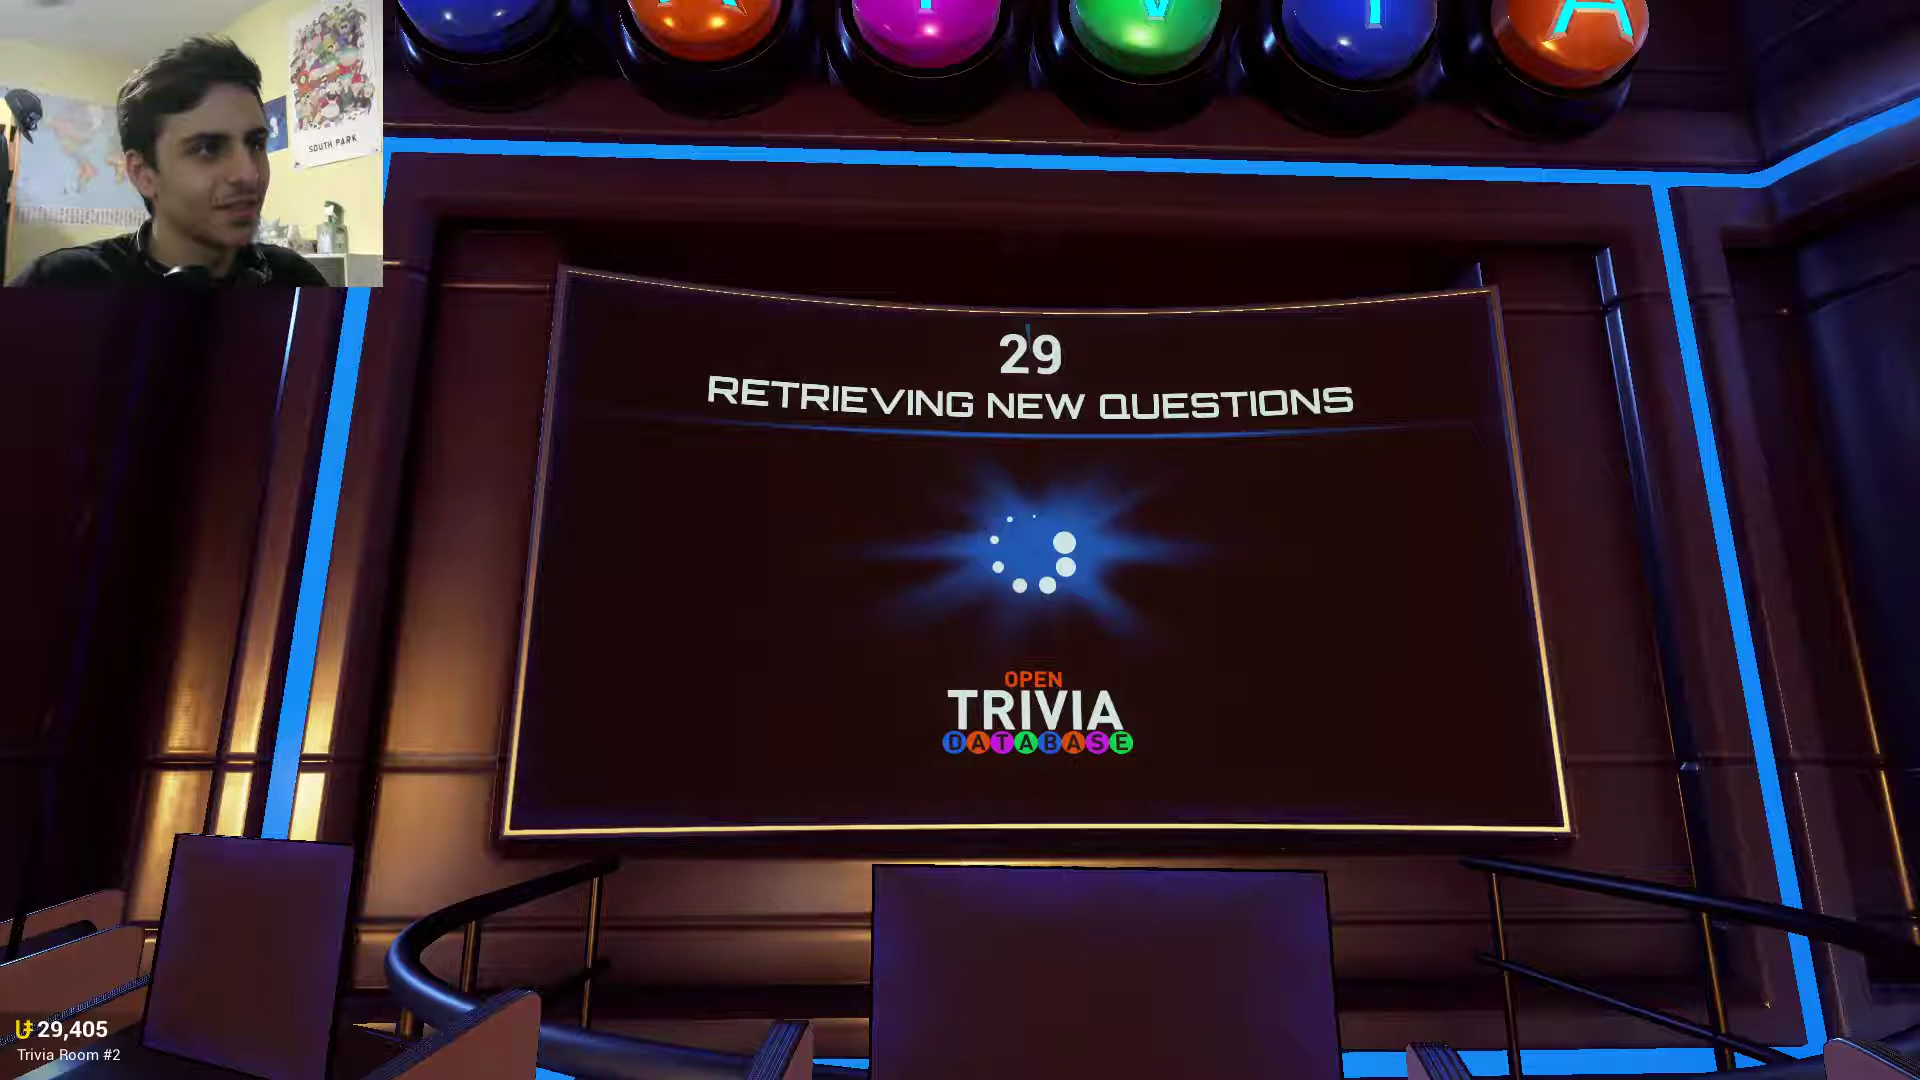 I V I A
SOUTH PARK
29
RETRIEVING NEW QUESTIONS
OPEN
TRIVIA
DATABASE
29,405
Trivia Room #2